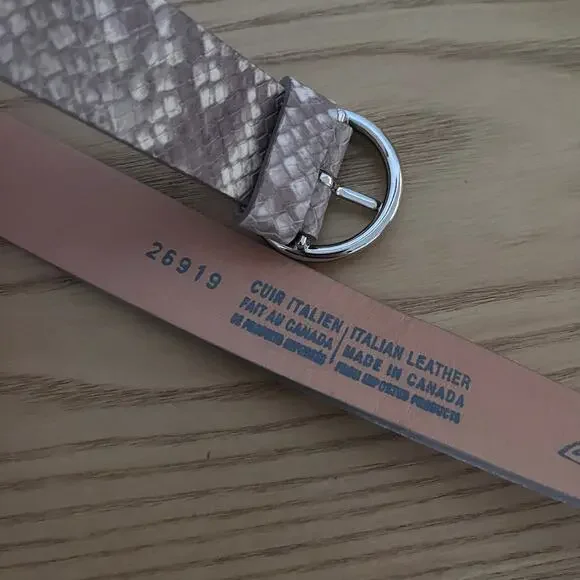 26919
CUIR ITALIEN
FAIT AU CANADA
DE PRODUITS IMPORTÉS
ITALIAN LEATHER
MADE IN CANADA
FROM IMPORTED PRODUCTS